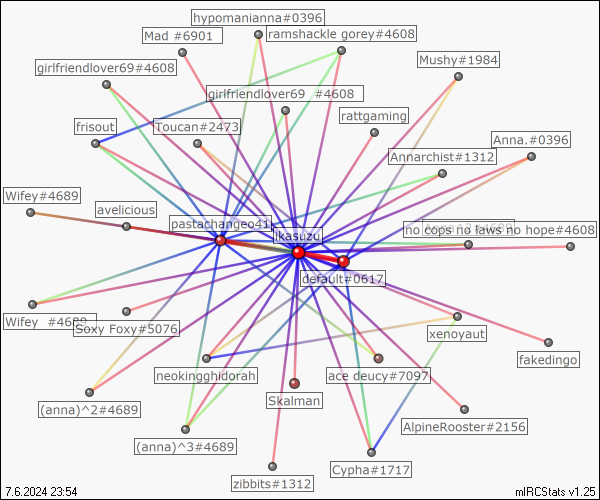 hypomanianna#0396
Mad #6901
ramshackle gorey#4608
Mushy#1984
girlfriendlover69#4608
girlfriendlover69 #4608
rattgaming
frisout
Toucan#2473
Anna.#0396
Annarchist#1312
Wifey#4689
avelicious
pastachangeo41
ikasuzu
no cops no laws no hope#4608
default#0617
Wifey
Soxy Foxy#5076
xenoyaut
fakedingo
neokingghidorah
ace deucy#7097
Skalman
(anna)^2#4689
AlpineRooster#2156
(anna)^3#4689
Cypha#1717
zibbits#1312
7.6.2024 23:54
mIRCStats v1.25